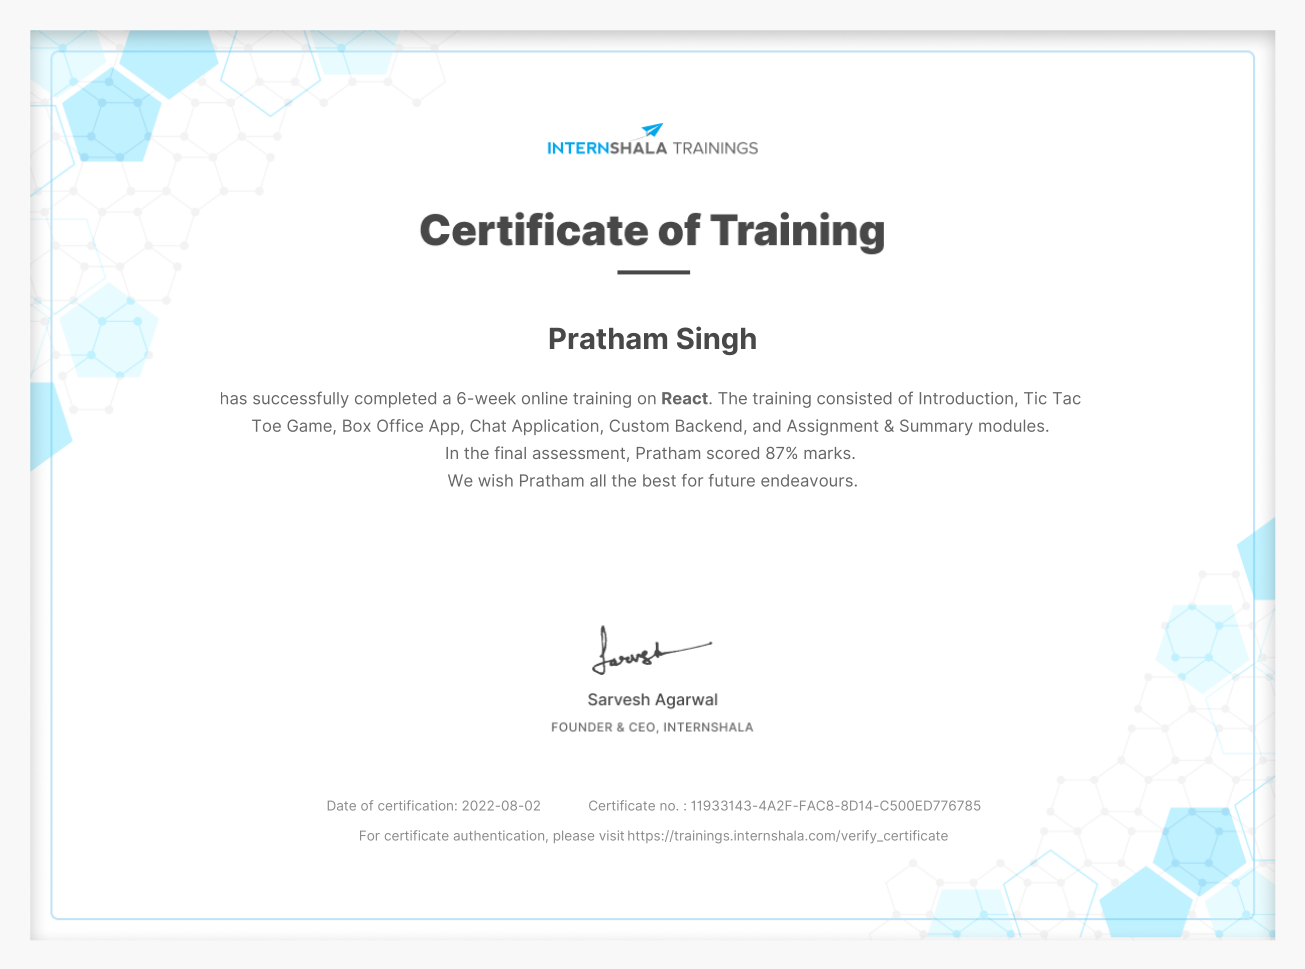 INTERNSHALA TRAININGS
Certificate of Training
Pratham Singh
has successfully completed a 6-week online training on React. The training consisted of Introduction, Tic Tac
Toe Game, Box Office App, Chat Application, Custom Backend, and Assignment & Summary modules.
In the final assessment, Pratham scored 87% marks.
We wish Pratham all the best for future endeavours.
Sarvesh
Sarvesh Agarwal
FOUNDER & CEO, INTERNSHALA
Date of certification: 2022-08-02 Certificate no. : 11933143-4A2F-FAC8-8D14-C500ED776785
For certificate authentication, please visit https://trainings.internshala.com/verify_certificate